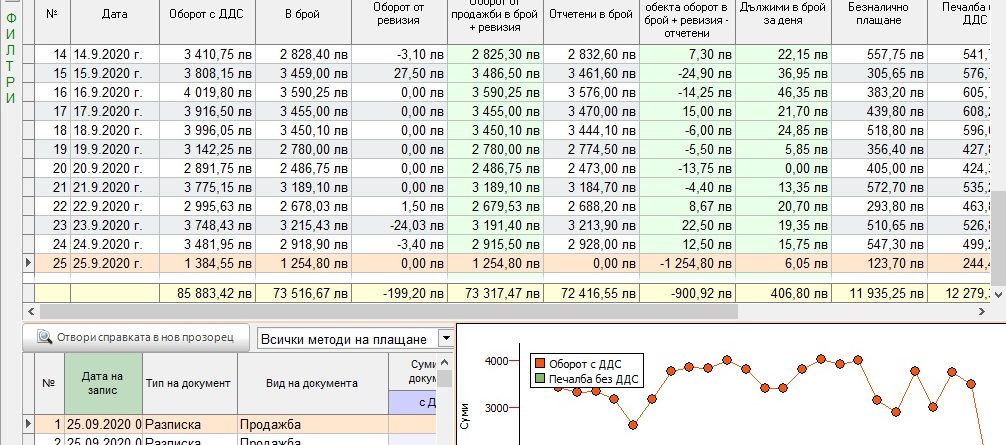 ФИЛТРИ
№ Дата Оборот с ДДС В брой Оборот от ревизия Оборот от продажби в брой + ревизия Отчетени в брой обекта оборот в брой + ревизия - отчетени Дължими в брой за деня Безналично плащане Печалба
14 14.9.2020 г. 3 410,75 лв 2 828,40 лв -3,10 лв 2 825,30 лв 2 832,60 лв 7,30 лв 22,15 лв 557,75 лв 541,
15 15.9.2020 г. 3 808,15 лв 3 459,00 лв 27,50 лв 3 486,50 лв 3 461,60 лв -24,90 лв 36,95 лв 305,65 лв 576,
16 16.9.2020 г. 4 019,80 лв 3 590,25 лв 0,00 лв 3 590,25 лв 3 576,00 лв -14,25 лв 46,35 лв 383,20 лв 605,
17 17.9.2020 г. 3 916,50 лв 3 455,00 лв 0,00 лв 3 455,00 лв 3 470,00 лв 15,00 лв 21,70 лв 439,80 лв 608,
18 18.9.2020 г. 3 996,05 лв 3 450,10 лв 0,00 лв 3 450,10 лв 3 444,10 лв -6,00 лв 24,85 лв 518,80 лв 596,
19 19.9.2020 г. 3 142,25 лв 2 780,00 лв 0,00 лв 2 780,00 лв 2 774,50 лв -5,50 лв 5,85 лв 356,40 лв 427,
20 20.9.2020 г. 2 891,75 лв 2 486,75 лв 0,00 лв 2 486,75 лв 2 473,00 лв -13,75 лв 0,00 лв 405,00 лв 424,
21 21.9.2020 г. 3 775,15 лв 3 189,10 лв 0,00 лв 3 189,10 лв 3 184,70 лв -4,40 лв 13,35 лв 572,70 лв 535,
22 22.9.2020 г. 2 995,63 лв 2 678,03 лв 1,50 лв 2 679,53 лв 2 688,20 лв 8,67 лв 20,70 лв 293,80 лв 463,
23 23.9.2020 г. 3 748,43 лв 3 215,43 лв -24,03 лв 3 191,40 лв 3 213,90 лв 22,50 лв 19,35 лв 510,65 лв 526,
24 24.9.2020 г. 3 481,95 лв 2 918,90 лв -3,40 лв 2 915,50 лв 2 928,00 лв 12,50 лв 15,75 лв 547,30 лв 499,
25 25.9.2020 г. 1 384,55 лв 1 254,80 лв 0,00 лв 1 254,80 лв 0,00 лв -1 254,80 лв 6,05 лв 123,70 лв 244,
85 883,42 лв 73 516,67 лв -199,20 лв 73 317,47 лв 72 416,55 лв -900,92 лв 406,80 лв 11 935,25 лв 12 279,
Отвори справката в нов прозорец Всички методи на плащане
№ Дата на запис Тип на документ Вид на документа Сума докум
с Д
1 25.09.2020 0 Разписка Продажба
2 25.09.2020 0 Разписка Продажба
Оборот с ДДС
Печалба без ДДС
4000
3000
Суми